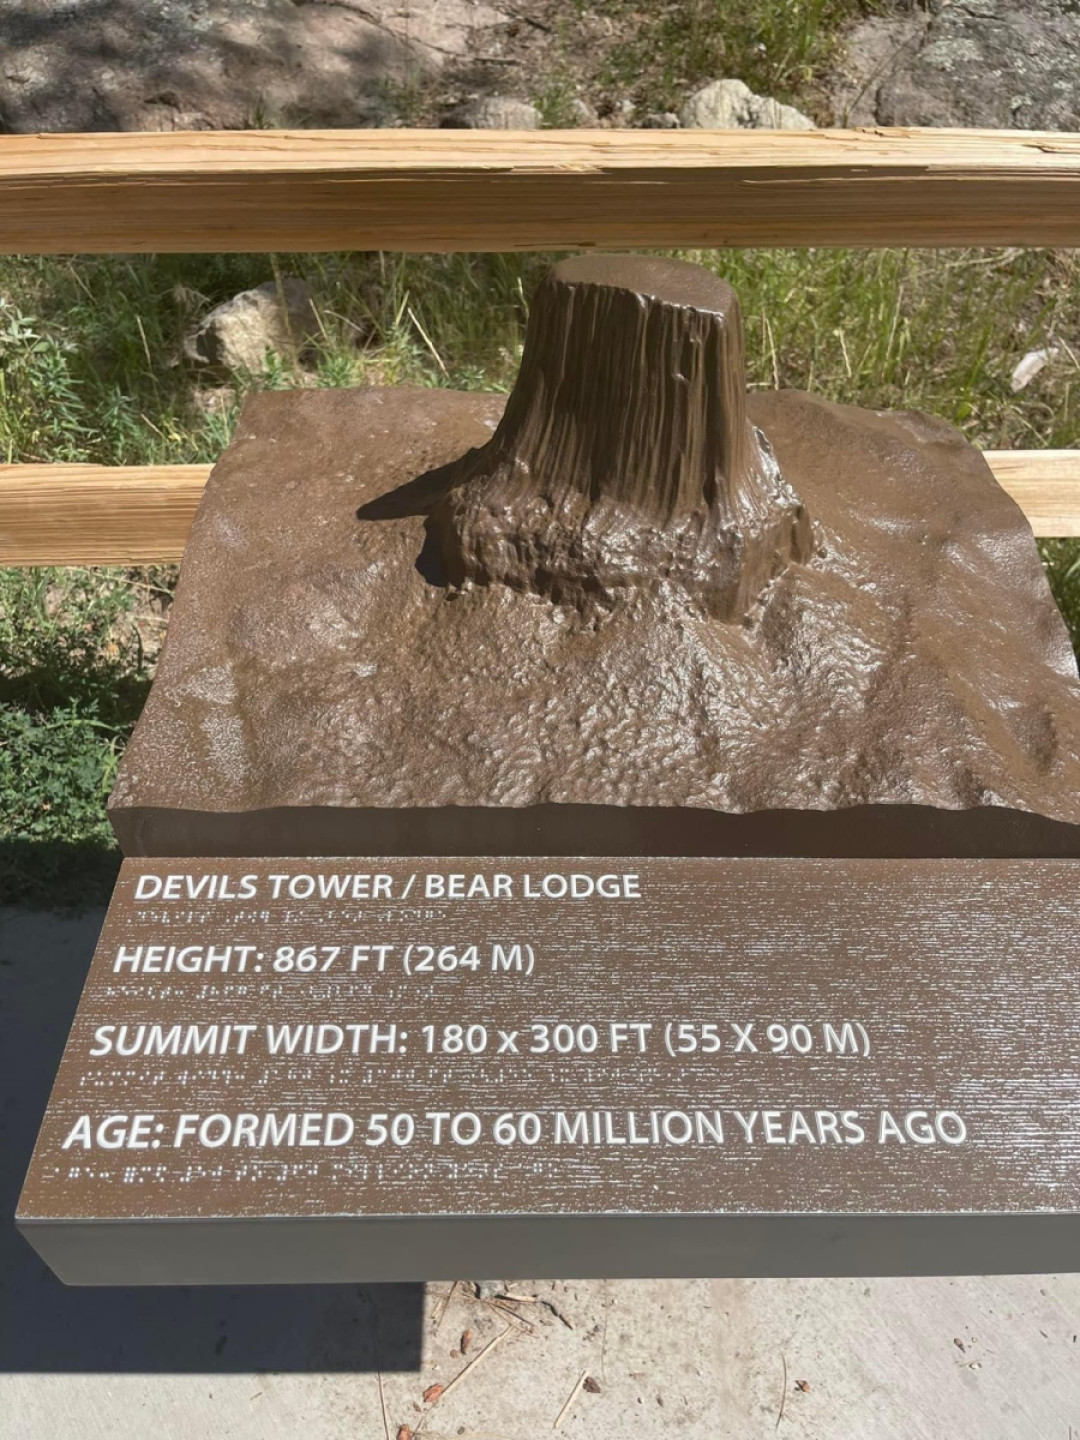 DEVILS TOWER / BEAR LODGE
HEIGHT: 867 FT (264 M)
SUMMIT WIDTH: 180 x 300 FT (55 X 90 M)
AGE: FORMED 50 TO 60 MILLION YEARS AGO